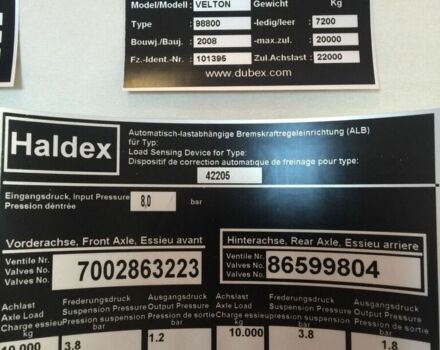 Model/Modell: VELTON Gewicht Kg
Type 98800 -ledig/leer 7200
Bouwj./Bauj. 2008 -max.zul. 20000
Fz.-Ident.-Nr. 101395 Zul.Achslast 22000
www.dubex.com
Haldex
Automatisch-lastabhängige Bremskraftregeleinrichtung (ALB)
für Typ:
Load Sensing Device for Type:
Dispositif de correction automatique de freinage pour type:
42205
Eingangsdruck, Input Pressure 8,0 bar
Pression déntrée
Vorderachse, Front Axle, Essieu avant
Ventile Nr.
Valves No. 7002863223
Valves No.
Hinterachse, Rear Axle, Essieu arriere
Ventile Nr.
Valves No. 86599804
Valves No.
Achslast Federungsdruck Ausgangsdruck Achslast Federungsdruck Ausgangsdruck
Axle Load Suspension Pressure Output Pressure Axle Load Suspension Pressure Output Pressure
Charge essieu Pression suspension Pression de sortie Charge essieu Pression suspension Pression de sortie
kg bar bar kg bar bar
10.000 3.8 1.2 10.000 3.8 1.8